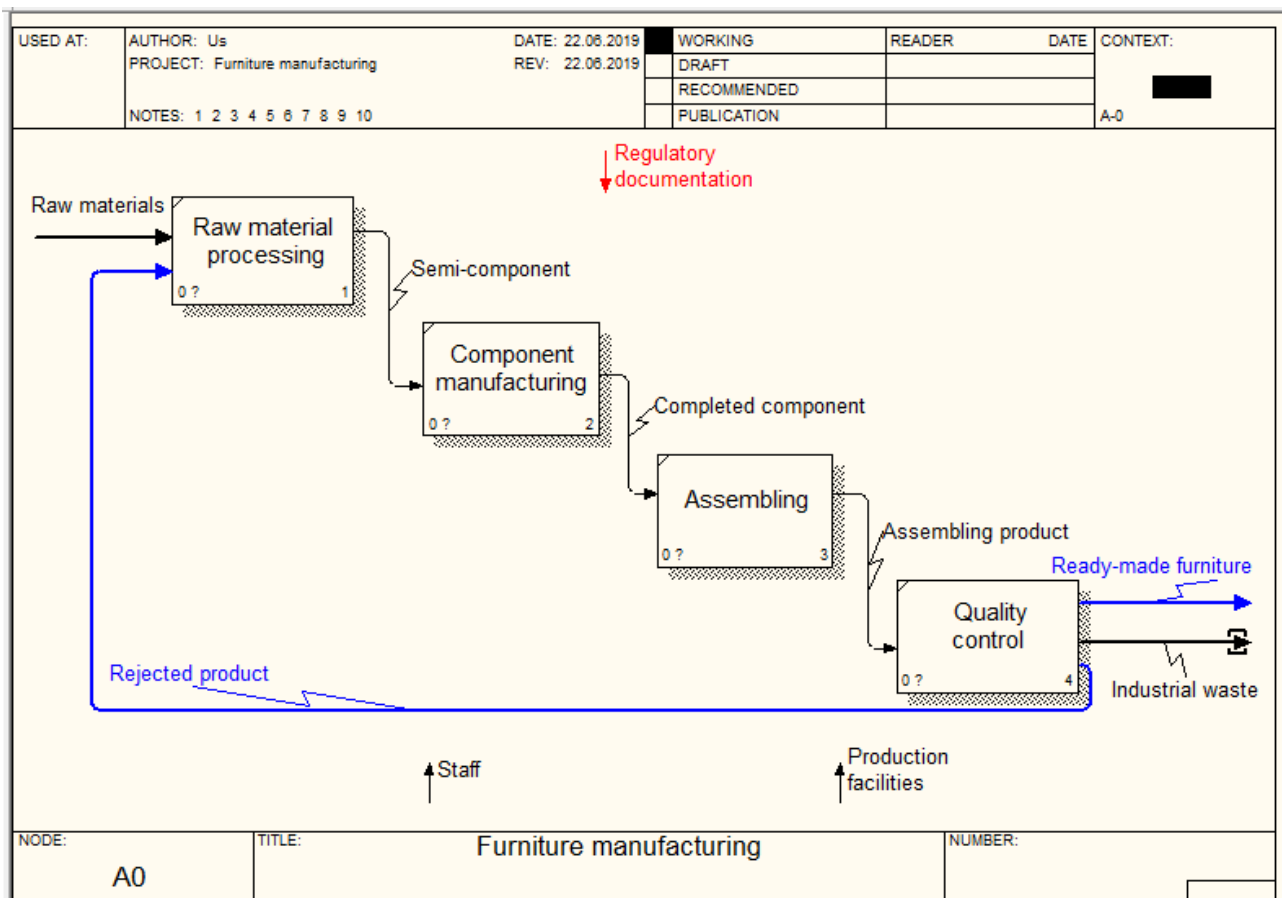 USED AT:
AUTHOR: Us
DATE: 22.06.2019
WORKING
READER
DATE
CONTEXT:
PROJECT: Furniture manufacturing
REV: 22.06.2019
DRAFT
RECOMMENDED
NOTES: 1 2 3 4 5 6 7 8 9 10
PUBLICATION
A-0
Regulatory
documentation
Raw materials
Raw material
processing
0 ?
1
Semi-component
Component
manufacturing
0 ?
2
Completed component
Assembling
0 ?
3
Assembling product
Ready-made furniture
Quality
control
0 ?
4
Industrial waste
Rejected product
Staff
Production
facilities
NODE:
A0
TITLE:
Furniture manufacturing
NUMBER: